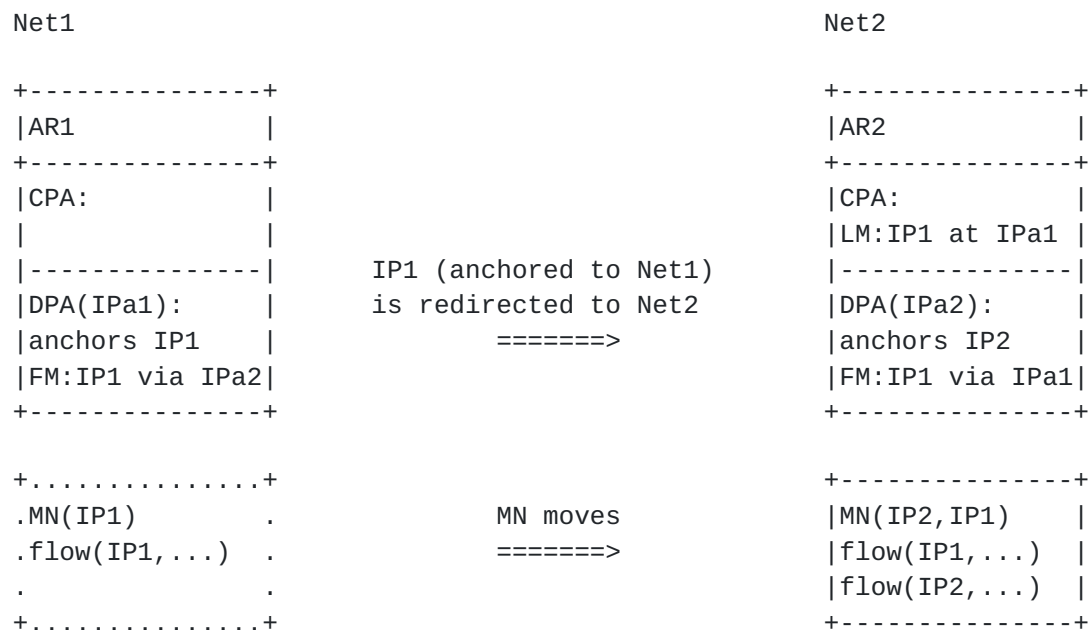 Net1                                                 Net2

+---------------+                                    +---------------+
|AR1            |                                    |AR2            |
+---------------+                                    +---------------+
|CPA:           |                                    |CPA:           |
|               |                                    |LM:IP1 at IPa1 |
|---------------|      IP1 (anchored to Net1)        |---------------|
|DPA(IPa1):     |      is redirected to Net2         |DPA(IPa2):     |
|anchors IP1    |              =======>              |anchors IP2    |
|FM:IP1 via IPa2|                                    |FM:IP1 via IPa1|
+---------------+                                    +---------------+

+...............+                                    +---------------+
.MN(IP1)        .              MN moves              |MN(IP2,IP1)    |
.flow(IP1,...)  .              =======>              |flow(IP1,...)  |
.               .                                    |flow(IP2,...)  |
+...............+                                    +---------------+